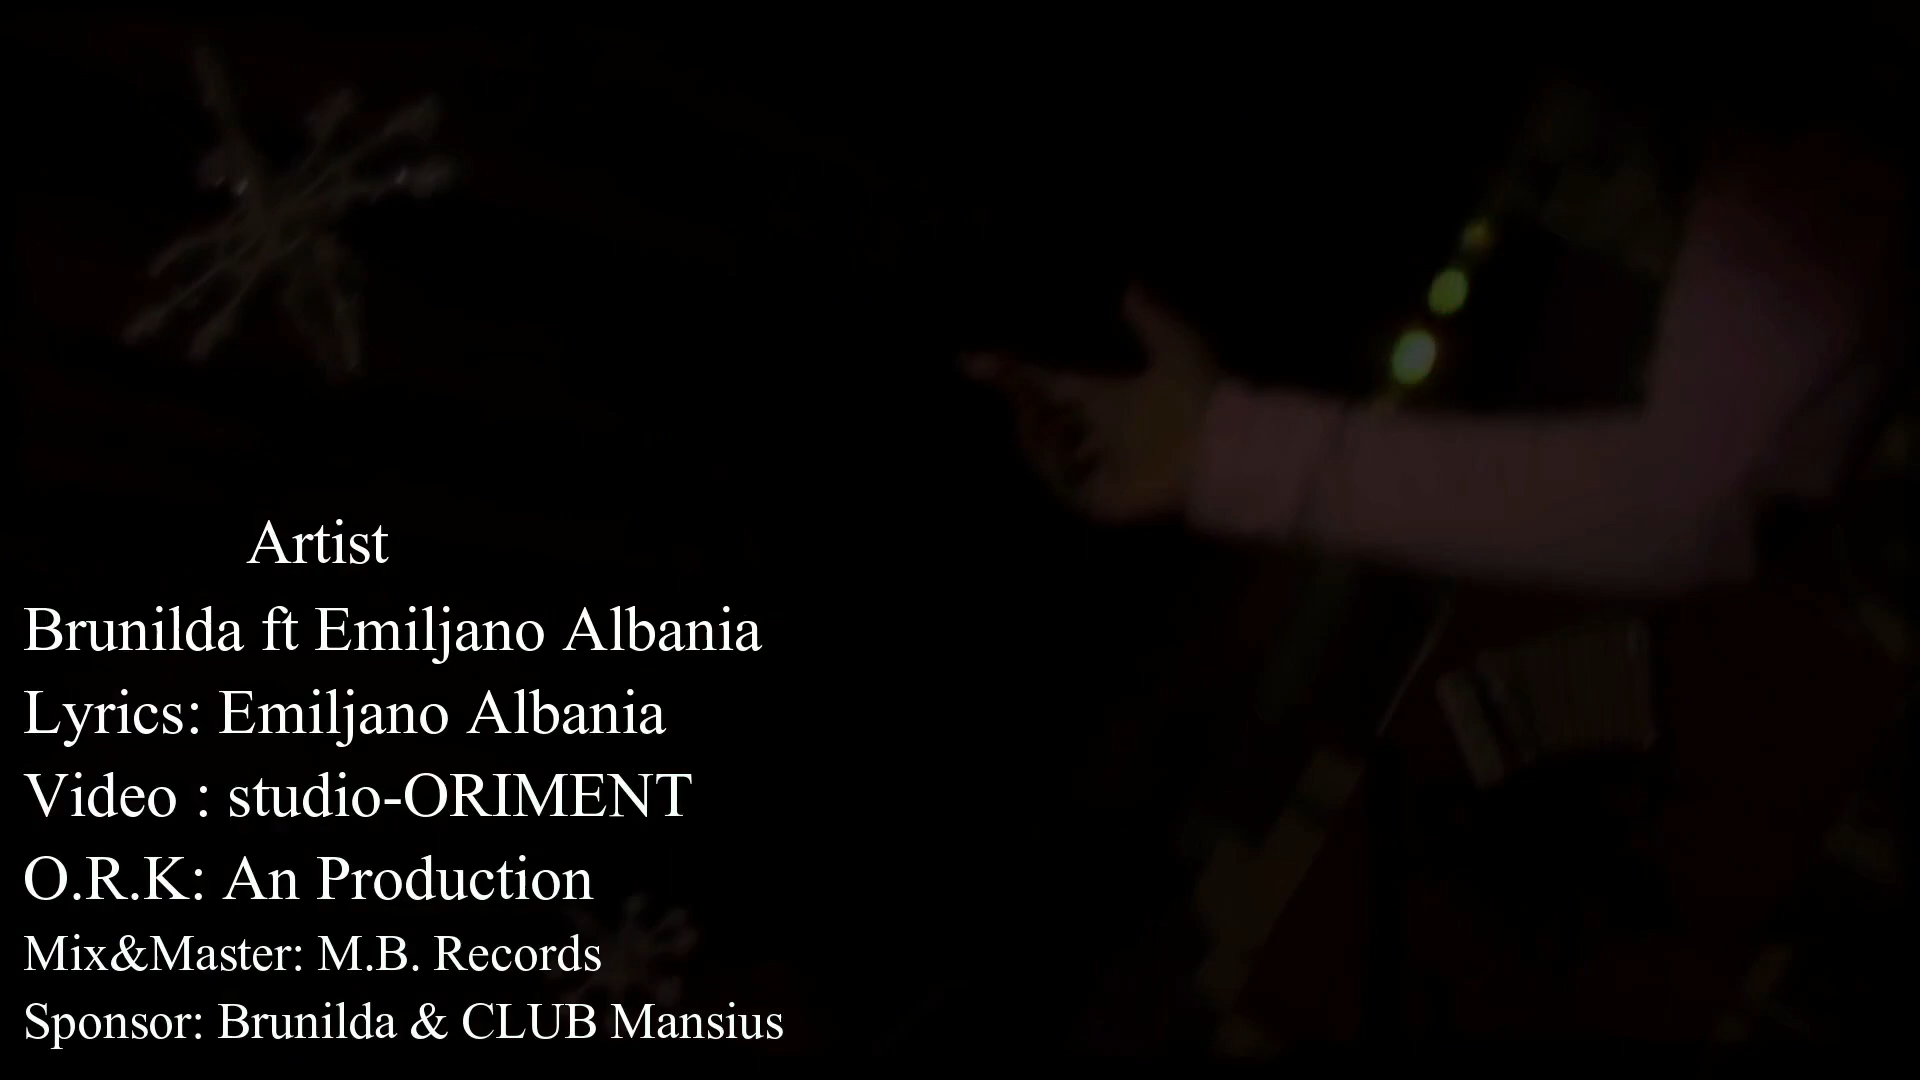 Artist
Brunilda ft Emiljano Albania
Lyrics: Emiljano Albania
Video : studio-ORIMENT
O.R.K: An Production
Mix&Master: M.B. Records
Sponsor: Brunilda & CLUB Mansius